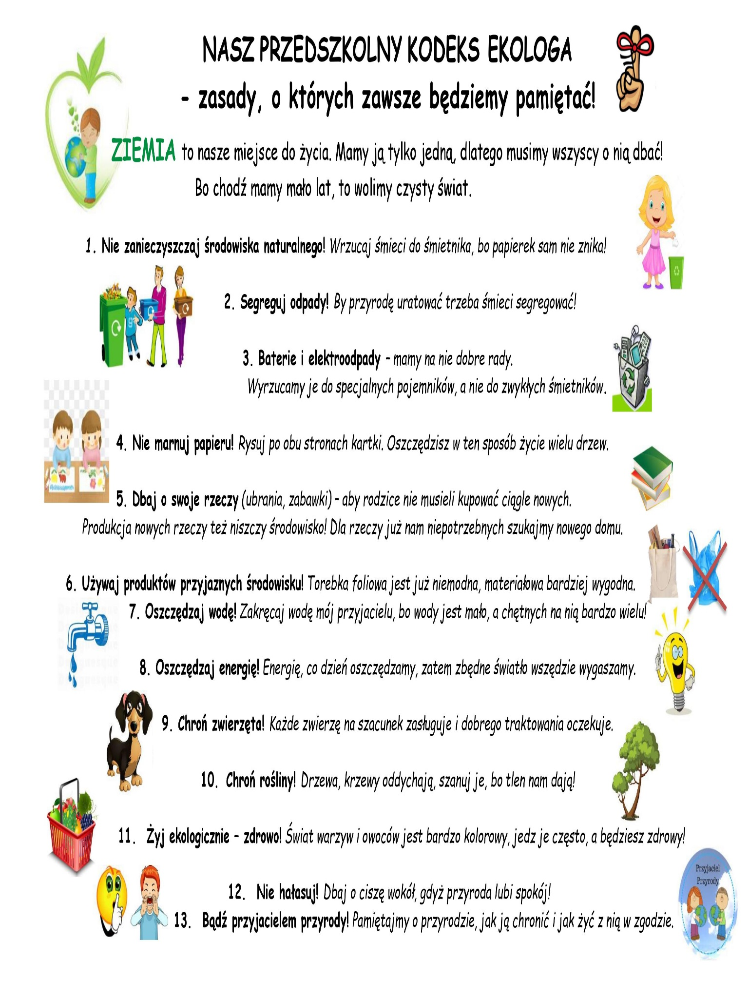 NASZ PRZEDSZKOLNY KODEKS EKOLOGA
- zasady, o których zawsze będziemy pamiętać!
ZIEMIA to nasze miejsce do życia. Mamy ją tylko jedną, dlatego musimy wszyscy o nią dbać!
Bo chodź mamy mało lat, to wolimy czysty świat.
1. Nie zanieczyszczaj środowiska naturalnego! Wrzucaj śmieci do śmietnika, bo papierek sam nie znika!
2. Segreguj odpady! By przyrodę uratować trzeba śmieci segregować!
3. Baterie i elektroodpady - mamy na nie dobre rady.
Wyrzucamy je do specjalnych pojemników, a nie do zwykłych śmietników.
4. Nie marnuj papieru! Rysuj po obu stronach kartki. Oszczędzisz w ten sposób życie wielu drzew.
5. Dbaj o swoje rzeczy (ubrania, zabawki) - aby rodzice nie musieli kupować ciągle nowych.
Produkcja nowych rzeczy też niszczy środowisko! Dla rzeczy już nam niepotrzebnych szukajmy nowego domu.
6. Używaj produktów przyjaznych środowisku! Torebka foliowa jest już niemodna, materiałowa bardziej wygodna.
7. Oszczędzaj wodę! Zakręcaj wodę mój przyjacielu, bo wody jest mało, a chętnych na nią bardzo wielu!
8. Oszczędzaj energię! Energię, co dzień oszczędzamy, zatem zbędne światło wszędzie wygaszamy.
9. Chroń zwierzęta! Każde zwierzę na szacunek zasługuje i dobrego traktowania oczekuje.
10. Chroń rośliny! Drzewa, krzewy oddychają, szanuj je, bo tlen nam dają!
11. Żyj ekologicznie - zdrowo! Świat warzyw i owoców jest bardzo kolorowy, jedz je często, a będziesz zdrowy!
Przyjaciel
Przyrody
12. Nie hałasuj! Dbaj o ciszę wokół, gdyż przyroda lubi spokój!
13. Bądź przyjacielem przyrody! Pamiętajmy o przyrodzie, jak ją chronić i jak żyć z nią w zgodzie.